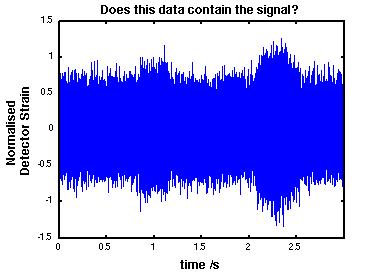 Does this data contain the signal?
1.5
1
0.5
0
-0.5
-1
-1.5
Normalised
Detector Strain
0 0.5 1 1.5 2 2.5
time /s